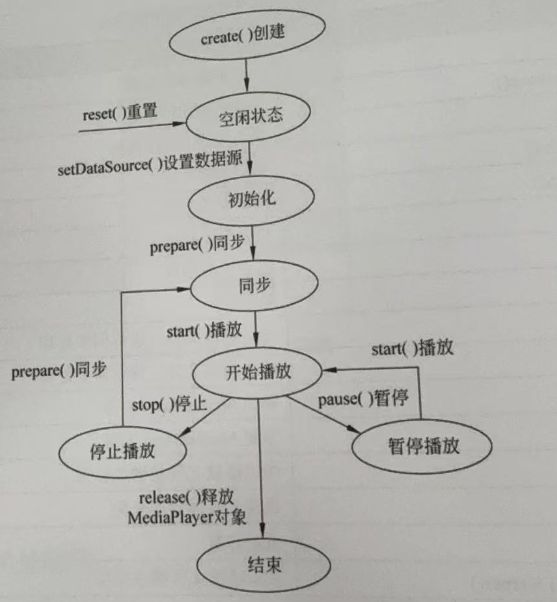 create( )创建
reset( )重置
空闲状态
setDataSource( )设置数据源
初始化
prepare( )同步
同步
start( )播放
start( )播放
prepare( )同步
开始播放
stop( )停止
pause( )暂停
停止播放
暂停播放
release( )释放
MediaPlayer对象
结束